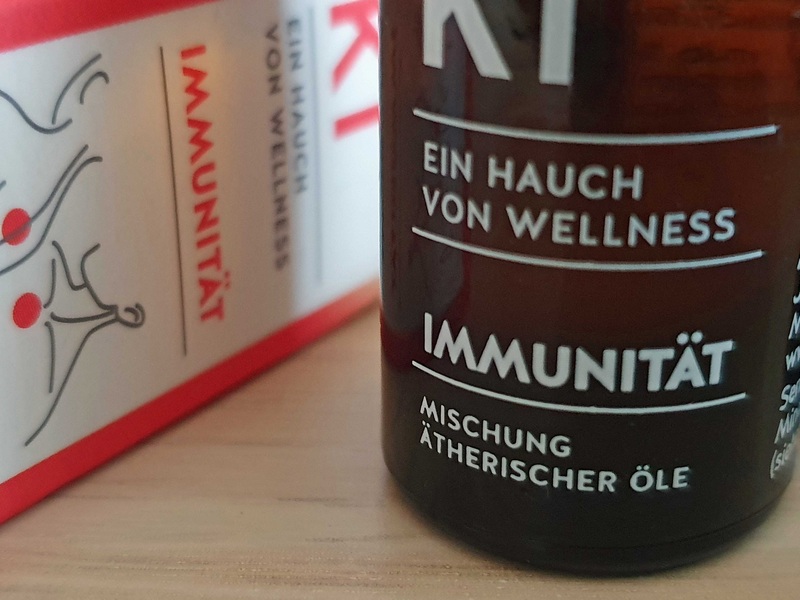 KI
EIN HAUCH
VON WELLNESS
IMMUNITÄT
KI
EIN HAUCH
VON WELLNESS
IMMUNITÄT
MISCHUNG
ÄTHERISCHER ÖLE